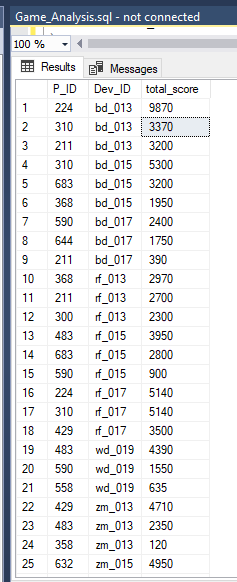 Game_Analysis.sql - not connected
100 %
Results Messages
P_ID Dev_ID total_score
1 224 bd_013 9870
2 310 bd_013 3370
3 211 bd_013 3200
4 310 bd_015 5300
5 683 bd_015 3200
6 368 bd_015 1950
7 590 bd_017 2400
8 644 bd_017 1750
9 211 bd_017 390
10 368 rf_013 2970
11 211 rf_013 2700
12 300 rf_013 2300
13 483 rf_015 3950
14 683 rf_015 2800
15 590 rf_015 900
16 224 rf_017 5140
17 310 rf_017 5140
18 429 rf_017 3500
19 483 wd_019 4390
20 590 wd_019 1550
21 558 wd_019 635
22 429 zm_013 4710
23 483 zm_013 2350
24 358 zm_013 120
25 632 zm_015 4950